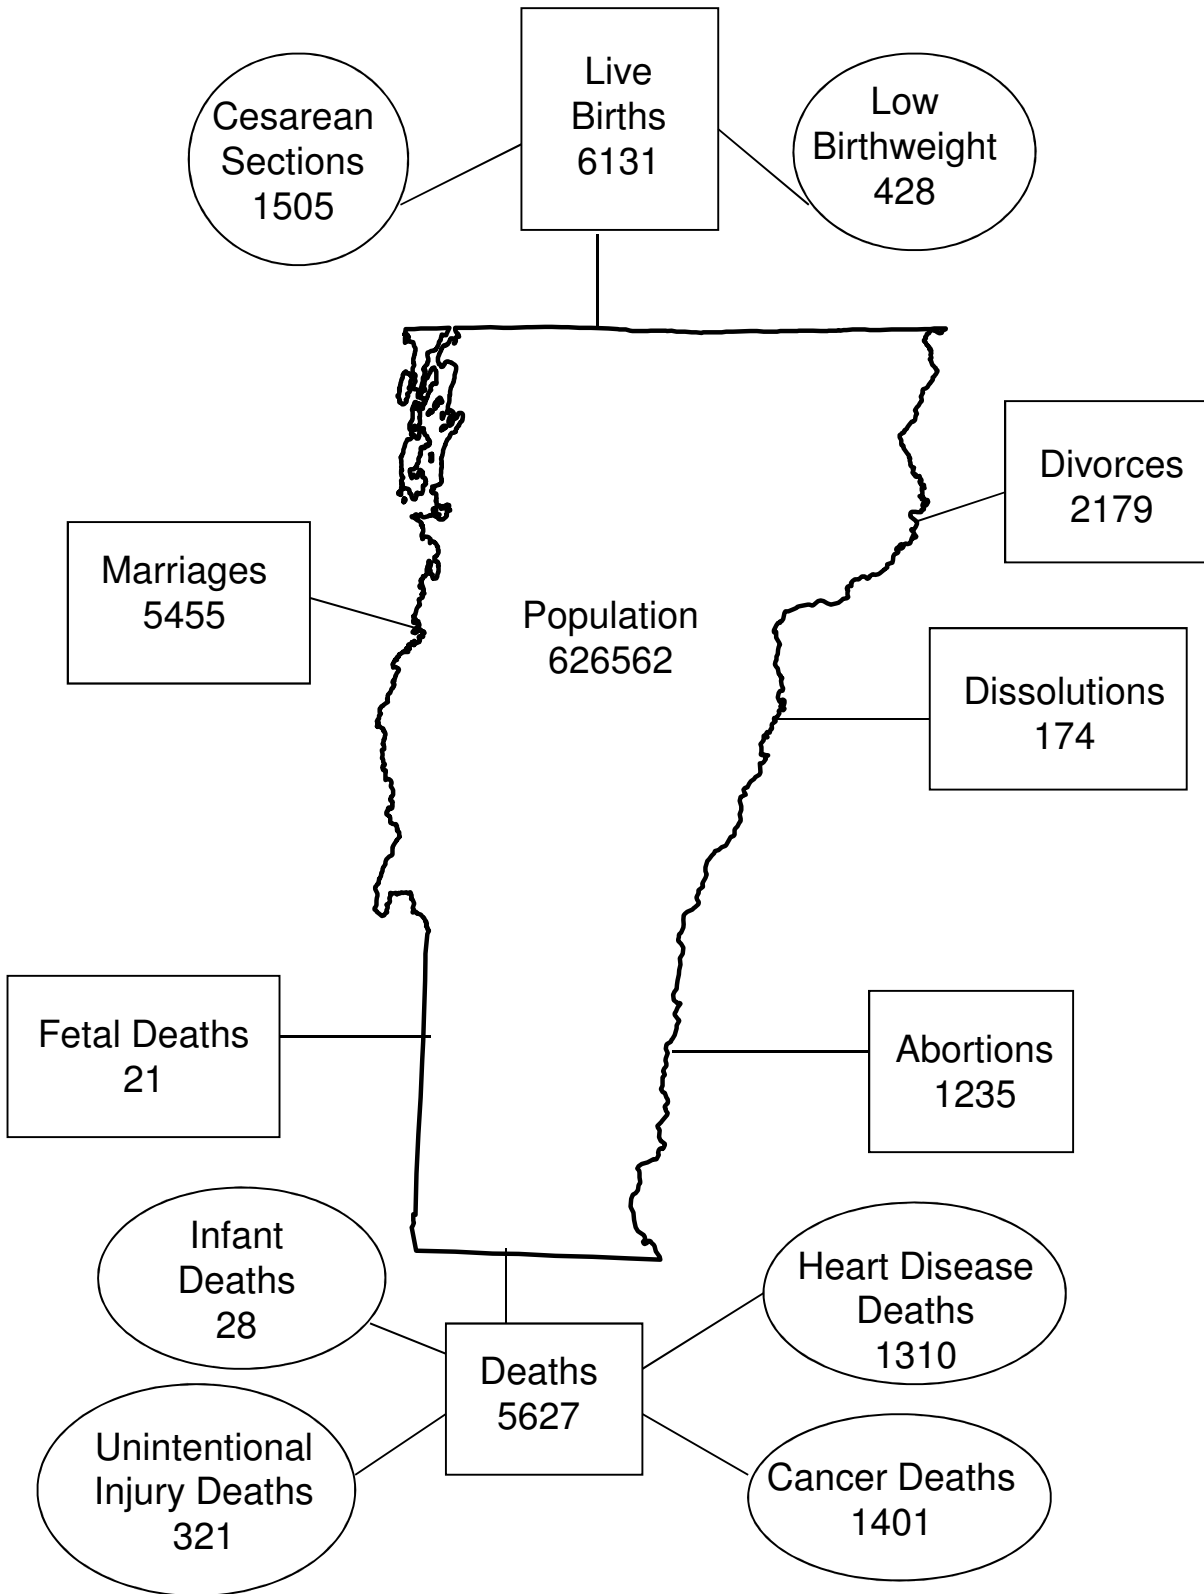 Live
Births
6131
Cesarean
Sections
1505
Low
Birthweight
428
Divorces
2179
Marriages
5455
Population
626562
Dissolutions
174
Fetal Deaths
21
Abortions
1235
Infant
Deaths
28
Heart Disease
Deaths
1310
Deaths
5627
Unintentional
Injury Deaths
321
Cancer Deaths
1401